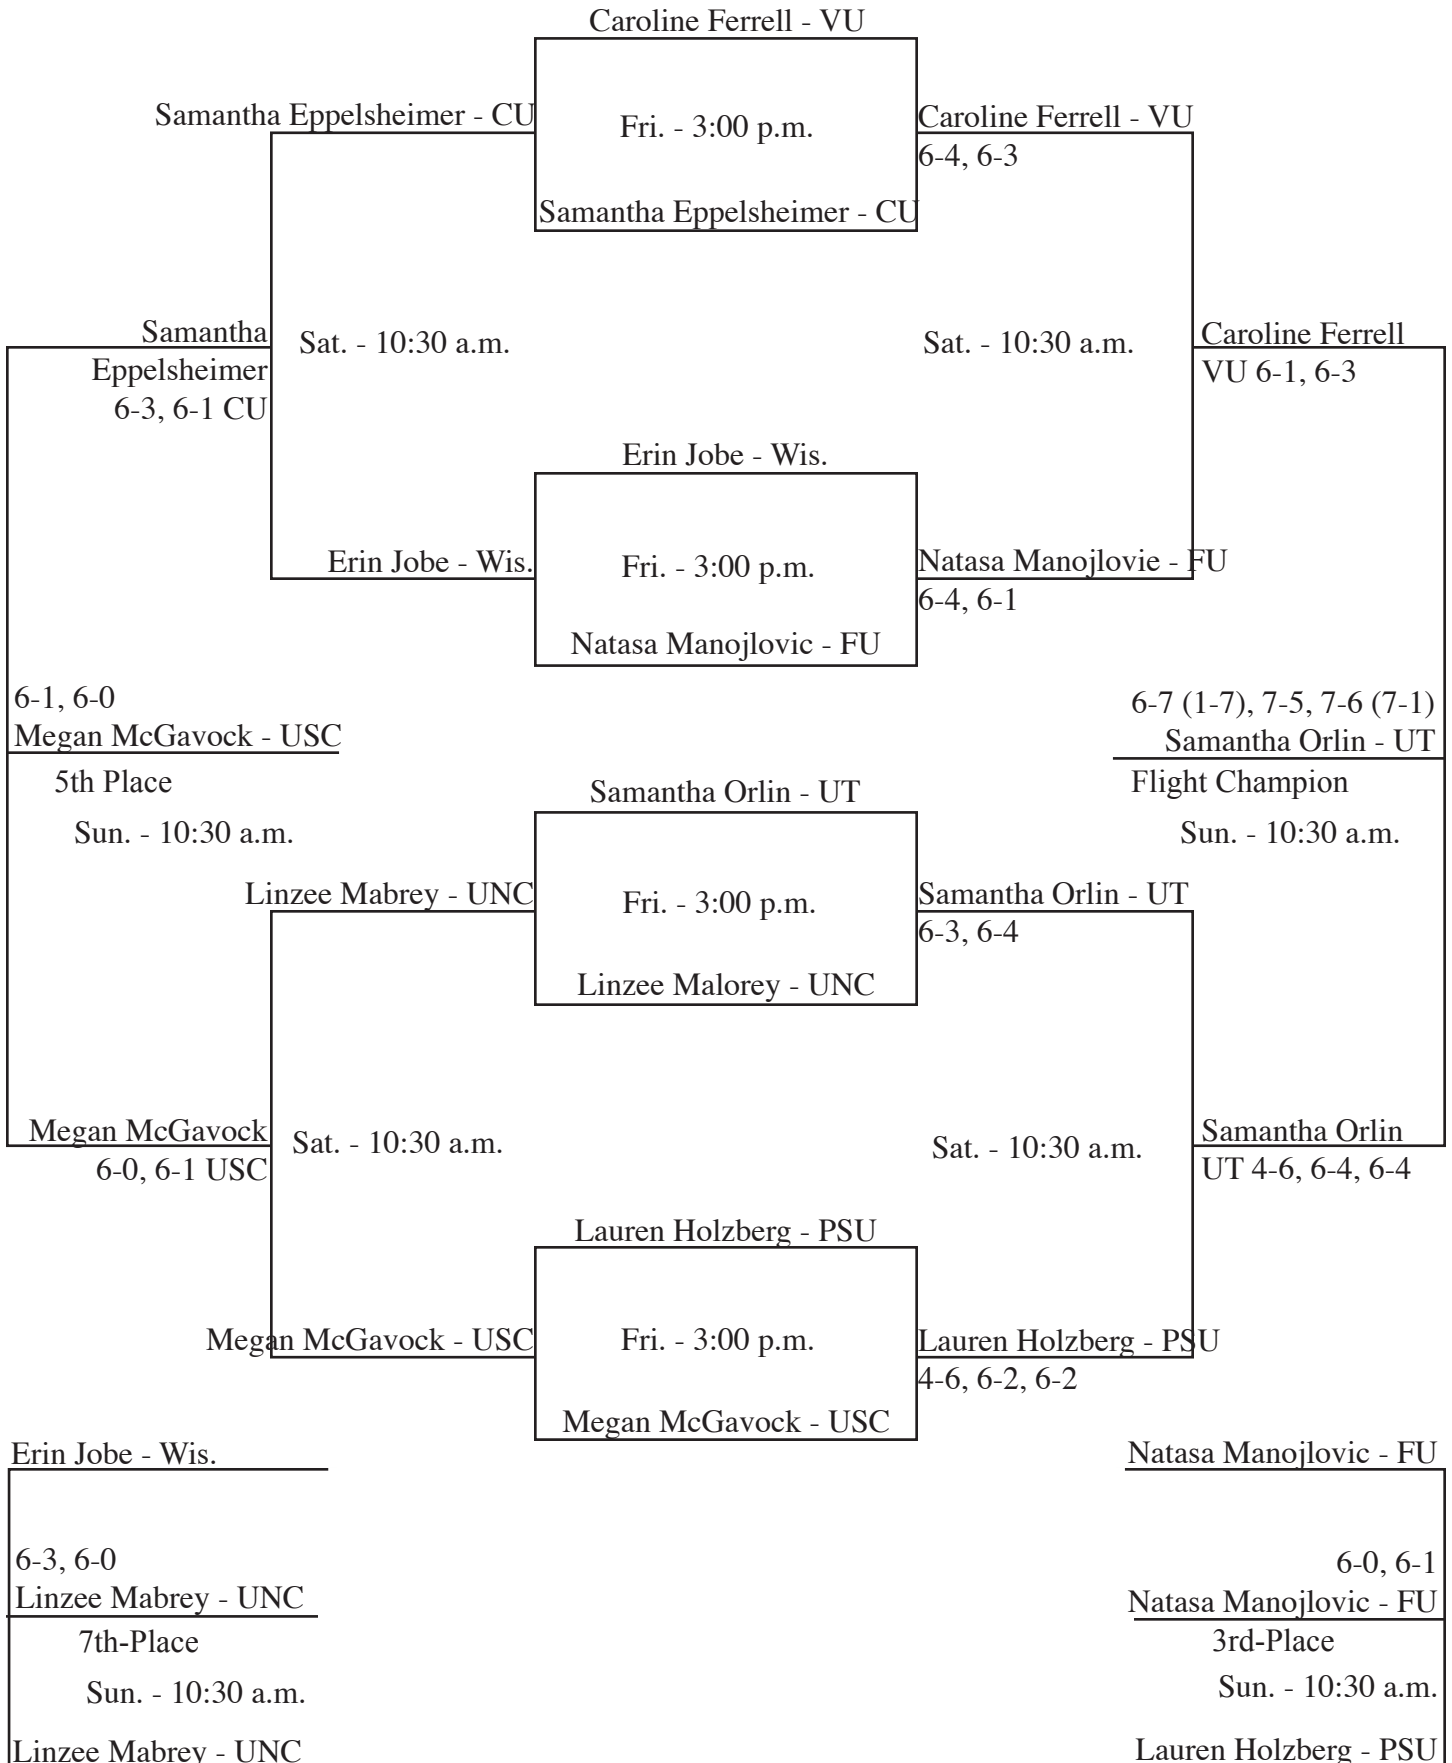 Caroline Ferrell - VU
Samantha Eppelsheimer - CU
Fri. - 3:00 p.m.
Caroline Ferrell - VU
6-4, 6-3
Samantha Eppelsheimer - CU
Samantha
Eppelsheimer
6-3, 6-1 CU
Sat. - 10:30 a.m.
Sat. - 10:30 a.m.
Caroline Ferrell
VU 6-1, 6-3
Erin Jobe - Wis.
Erin Jobe - Wis.
Fri. - 3:00 p.m.
Natasa Manojlovie - FU
6-4, 6-1
Natasa Manojlovic - FU
6-1, 6-0
Megan McGavock - USC
5th Place
Sun. - 10:30 a.m.
6-7 (1-7), 7-5, 7-6 (7-1)
Samantha Orlin - UT
Flight Champion
Sun. - 10:30 a.m.
Samantha Orlin - UT
Linzee Mabrey - UNC
Fri. - 3:00 p.m.
Samantha Orlin - UT
6-3, 6-4
Linzee Malorey - UNC
Megan McGavock
6-0, 6-1 USC
Sat. - 10:30 a.m.
Sat. - 10:30 a.m.
Samantha Orlin
UT 4-6, 6-4, 6-4
Lauren Holzberg - PSU
Megan McGavock - USC
Fri. - 3:00 p.m.
Lauren Holzberg - PSU
4-6, 6-2, 6-2
Megan McGavock - USC
Erin Jobe - Wis.
6-3, 6-0
Linzee Mabrey - UNC
7th-Place
Sun. - 10:30 a.m.
Linzee Mabrey - UNC
Natasa Manojlovic - FU
6-0, 6-1
Natasa Manojlovic - FU
3rd-Place
Sun. - 10:30 a.m.
Lauren Holzberg - PSU